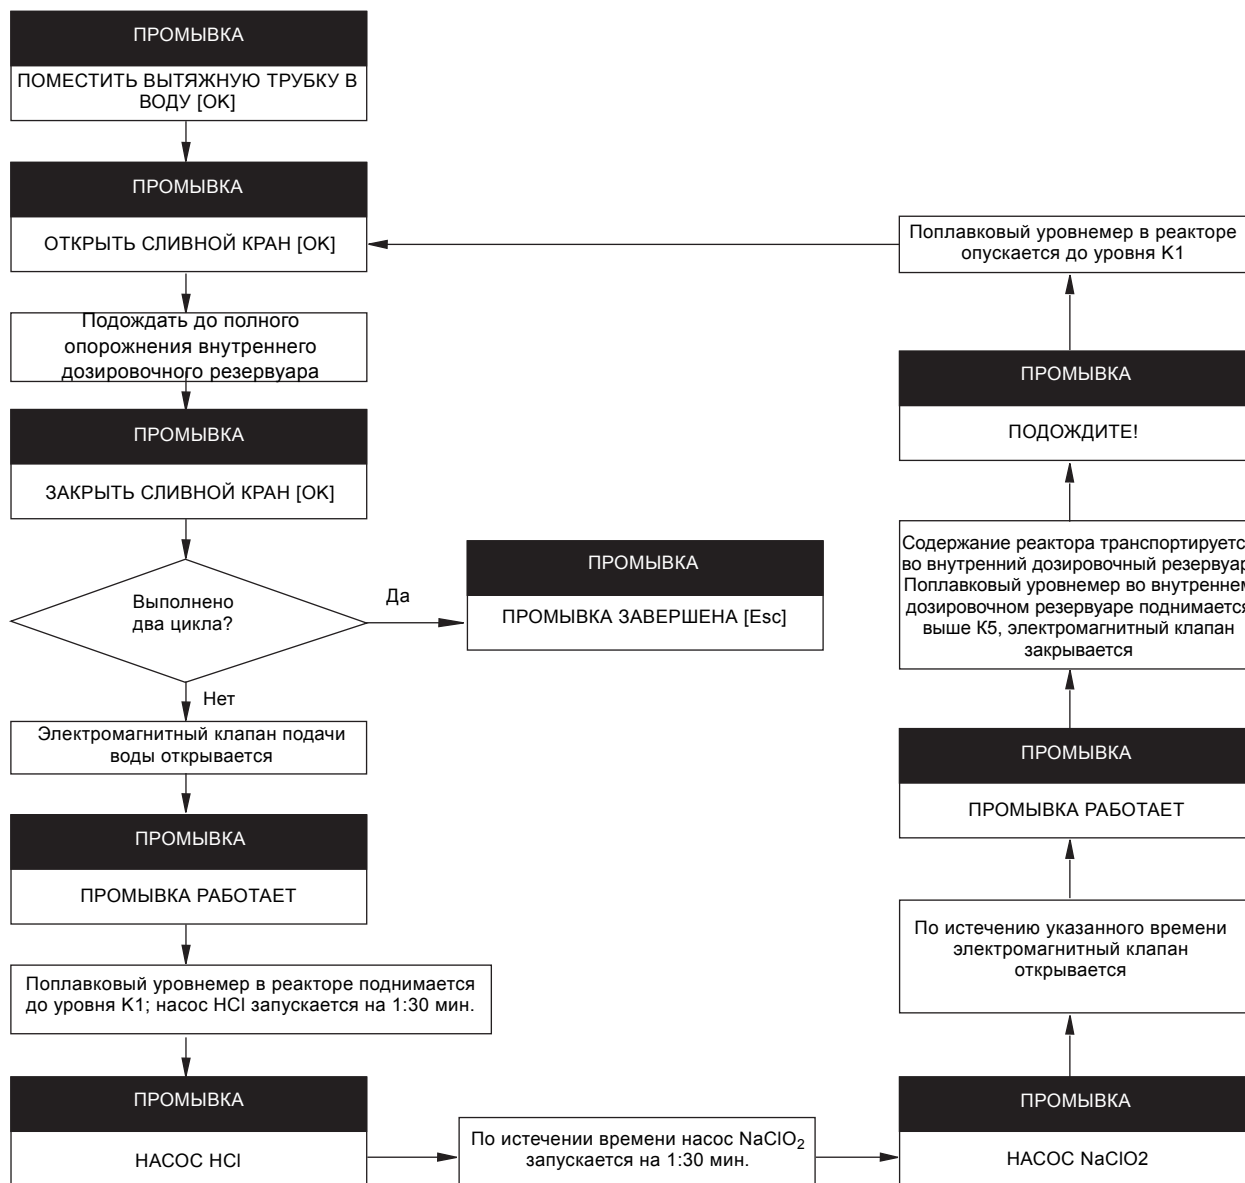 ПРОМЫВКА
ПОМЕСТИТЬ ВЫТЯЖНУЮ ТРУБКУ В
ВОДУ [OK]
ПРОМЫВКА
ОТКРЫТЬ СЛИВНОЙ КРАН [OK]
Подождать до полного
опорожнения внутреннего
дозировочного резервуара
ПРОМЫВКА
ЗАКРЫТЬ СЛИВНОЙ КРАН [OK]
Выполнено
два цикла?
Да
ПРОМЫВКА
ПРОМЫВКА ЗАВЕРШЕНА [Esc]
Нет
Электромагнитный клапан подачи
воды открывается
ПРОМЫВКА
ПРОМЫВКА РАБОТАЕТ
Поплавковый уровнемер в реакторе поднимается
до уровня K1; насос HCl запускается на 1:30 мин.
ПРОМЫВКА
НАСОС HCl
По истечении времени насос NaClO2
запускается на 1:30 мин.
ПРОМЫВКА
НАСОС NaClO2
По истечению указанного времени
электромагнитный клапан
открывается
ПРОМЫВКА
ПРОМЫВКА РАБОТАЕТ
Содержание реактора транспортируетс
во внутренний дозировочный резервуар
Поплавковый уровнемер во внутреннем
дозировочном резервуаре поднимается
выше K5, электромагнитный клапан
закрывается
ПРОМЫВКА
ПОДОЖДИТЕ!
Поплавковый уровнемер в реакторе
опускается до уровня K1